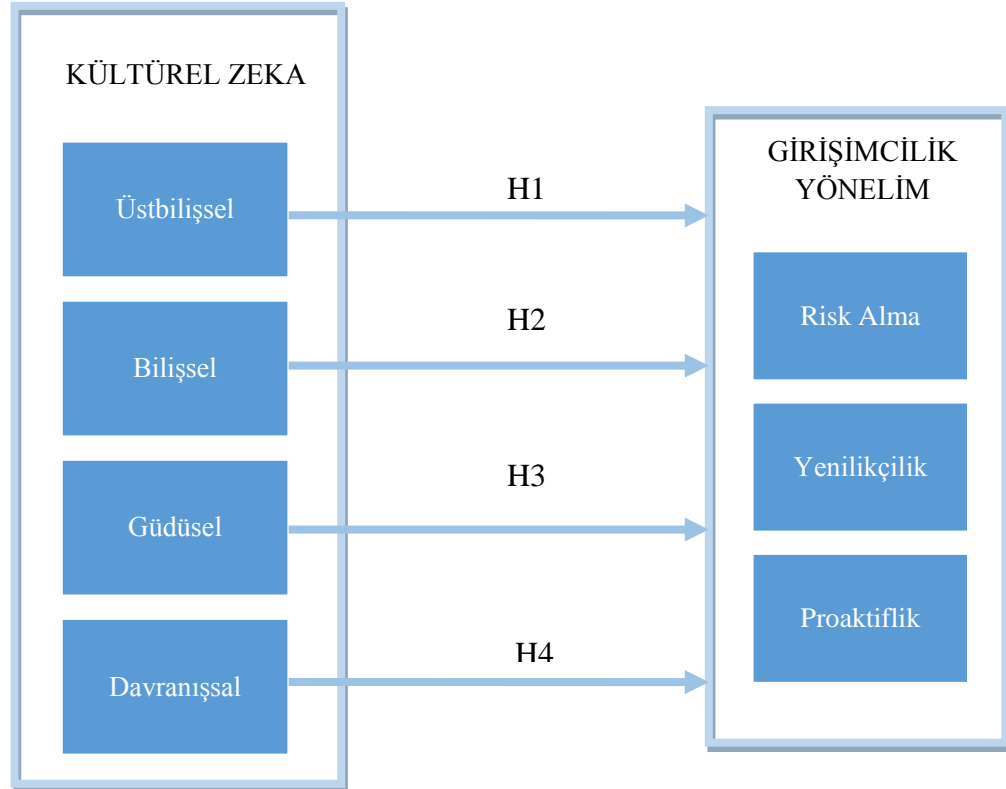 KÜLTÜREL ZEKA
Üstbilişsel
Bilişsel
Güdüsel
Davranışsal
H1
H2
H3
H4
GİRİŞİMCİLİK
YÖNELİM
Risk Alma
Yenilikçilik
Proaktiflik